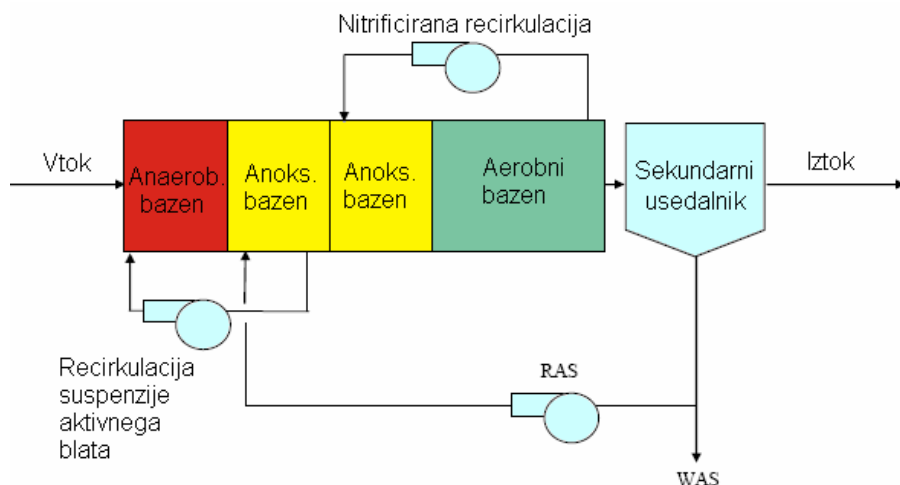 Nitrificirana recirkulacija
Vtok
Anaerob.
bazen
Anoks.
bazen
Anoks.
bazen
Aerobni
bazen
Sekundarni
usedalnik
Iztok
Recirkulacija
suspenzije
aktivnega
blata
RAS
WAS